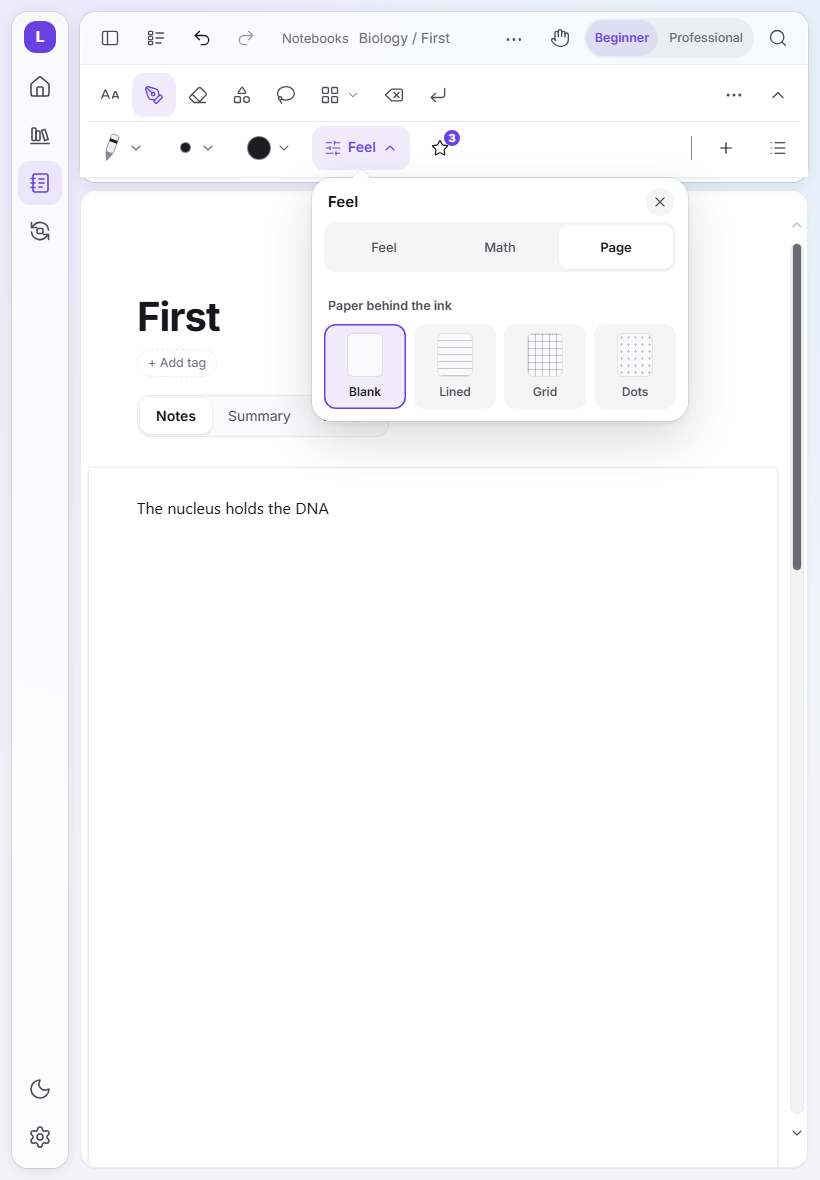 L
Notebooks Biology / First
Beginner Professional
AA
Feel
3
Feel
Feel Math Page
Paper behind the ink
Blank Lined Grid Dots
First
+ Add tag
Notes Summary
The nucleus holds the DNA